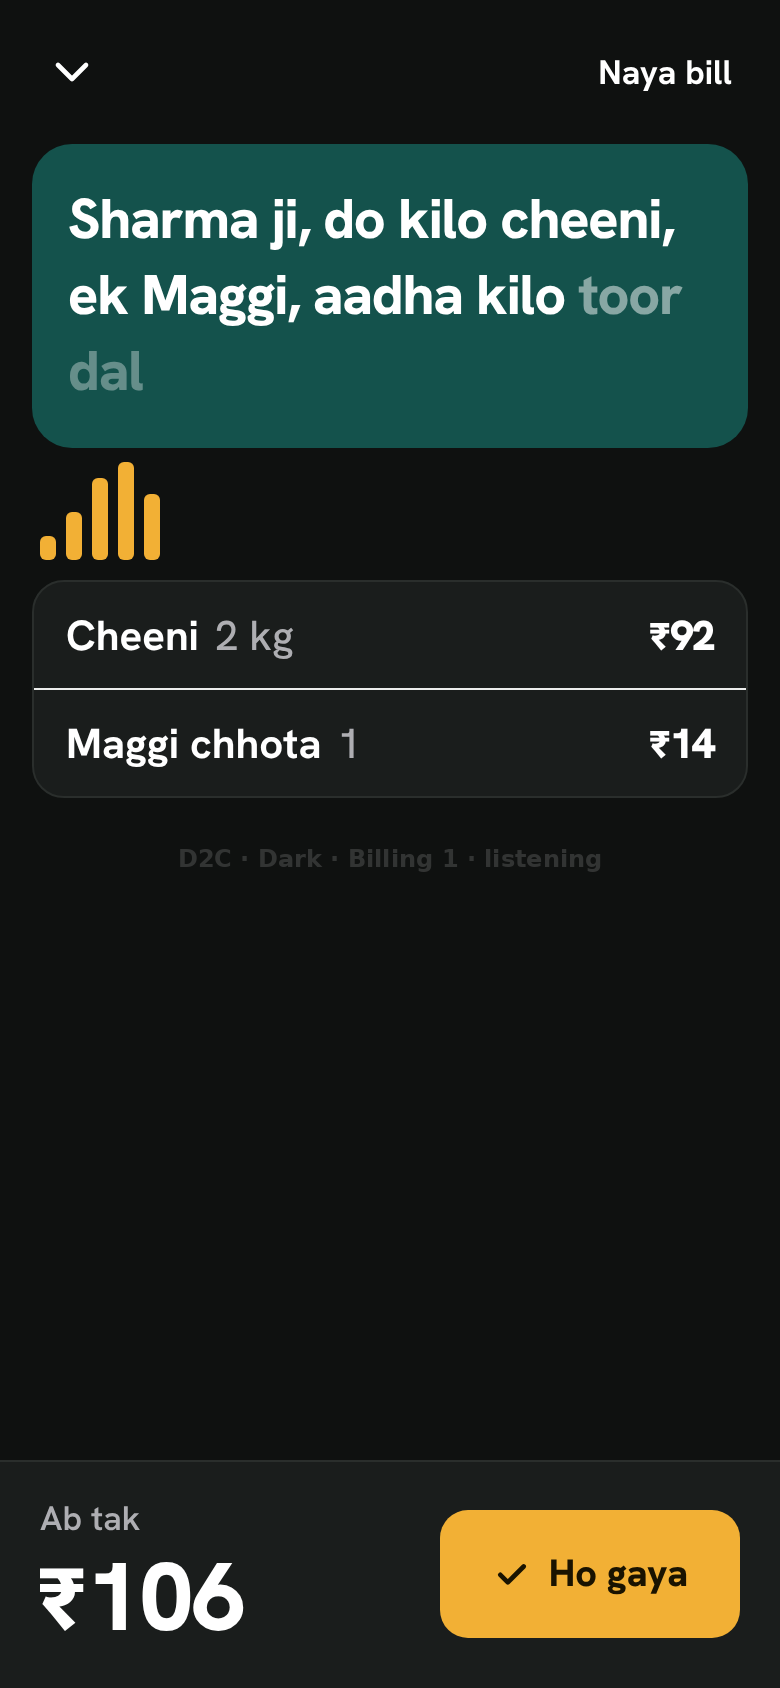 Naya bill
Sharma ji, do kilo cheeni,
ek Maggi, aadha kilo toor
dal
Cheeni 2 kg ₹92
Maggi chhota 1 ₹14
D2C · Dark · Billing 1 · listening
Ab tak
₹106
Ho gaya